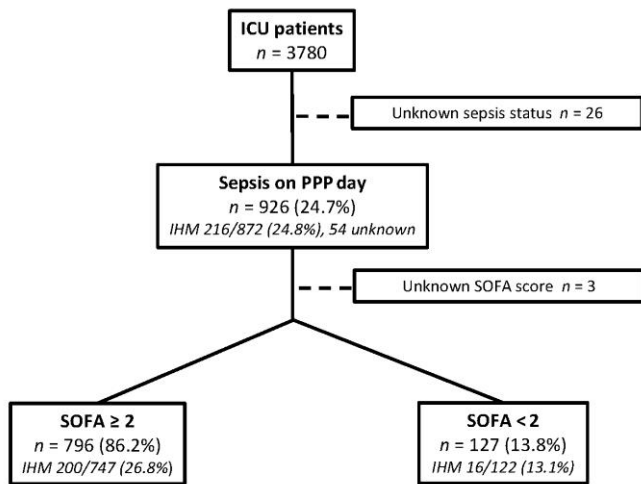 ICU patients
n = 3780
Unknown sepsis status n = 26
Sepsis on PPP day
n = 926 (24.7%)
IHM 216/872 (24.8%), 54 unknown
Unknown SOFA score n = 3
SOFA ≥ 2
n = 796 (86.2%)
IHM 200/747 (26.8%)
SOFA < 2
n = 127 (13.8%)
IHM 16/122 (13.1%)